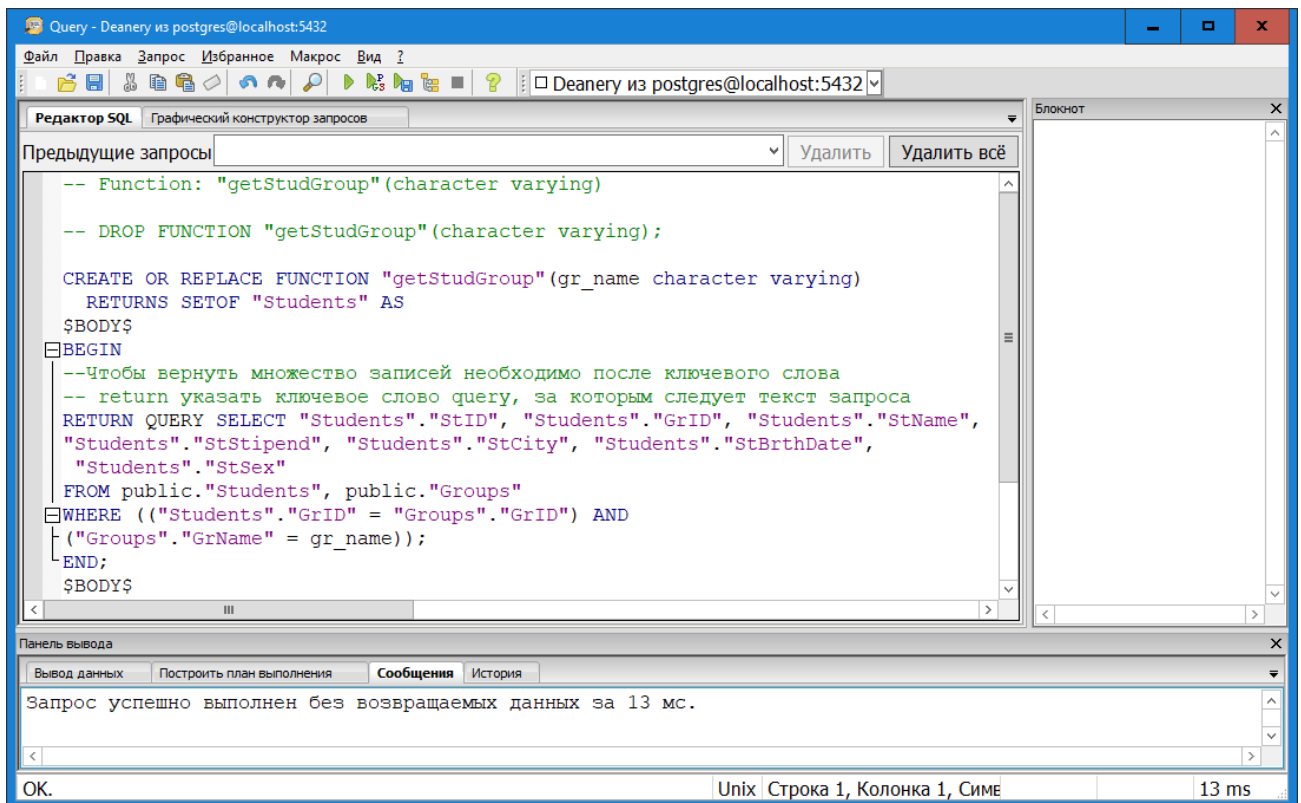 Query - Deanery из postgres@localhost:5432
Файл Правка Запрос Избранное Макрос Вид ?
Deanery из postgres@localhost:5432
Редактор SQL Графический конструктор запросов
Предыдущие запросы Удалить Удалить всё
-- Function: "getStudGroup"(character varying)
-- DROP FUNCTION "getStudGroup"(character varying);
CREATE OR REPLACE FUNCTION "getStudGroup"(gr_name character varying)
RETURNS SETOF "Students" AS
$BODY$
BEGIN
--Чтобы вернуть множество записей необходимо после ключевого слова
-- return указать ключевое слово query, за которым следует текст запроса
RETURN QUERY SELECT "Students"."StID", "Students"."GrID", "Students"."StName",
"Students"."StStipend", "Students"."StCity", "Students"."StBrthDate",
"Students"."StSex"
FROM public."Students", public."Groups"
WHERE (("Students"."GrID" = "Groups"."GrID") AND
("Groups"."GrName" = gr_name));
END;
$BODY$
Блокнот
Панель вывода
Вывод данных Построить план выполнения Сообщения История
Запрос успешно выполнен без возвращаемых данных за 13 мс.
OK. Unix Строка 1, Колонка 1, Симв 13 ms